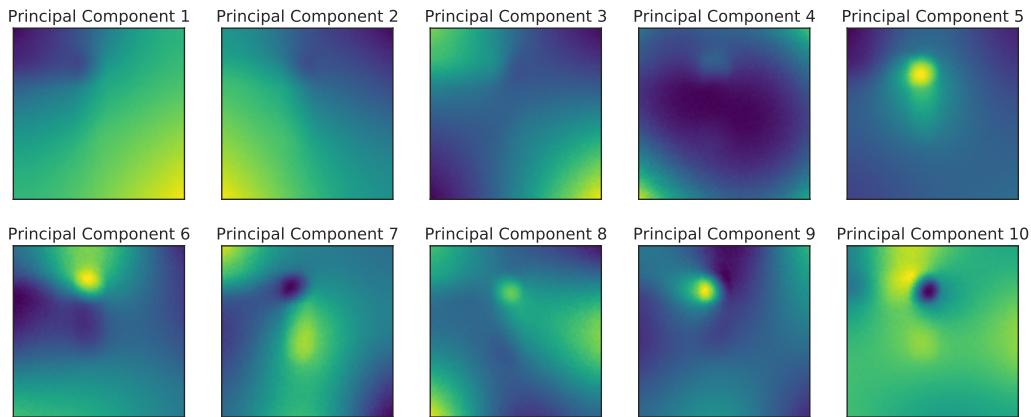 Principal Component 1
Principal Component 2
Principal Component 3
Principal Component 4
Principal Component 5
Principal Component 6
Principal Component 7
Principal Component 8
Principal Component 9
Principal Component 10